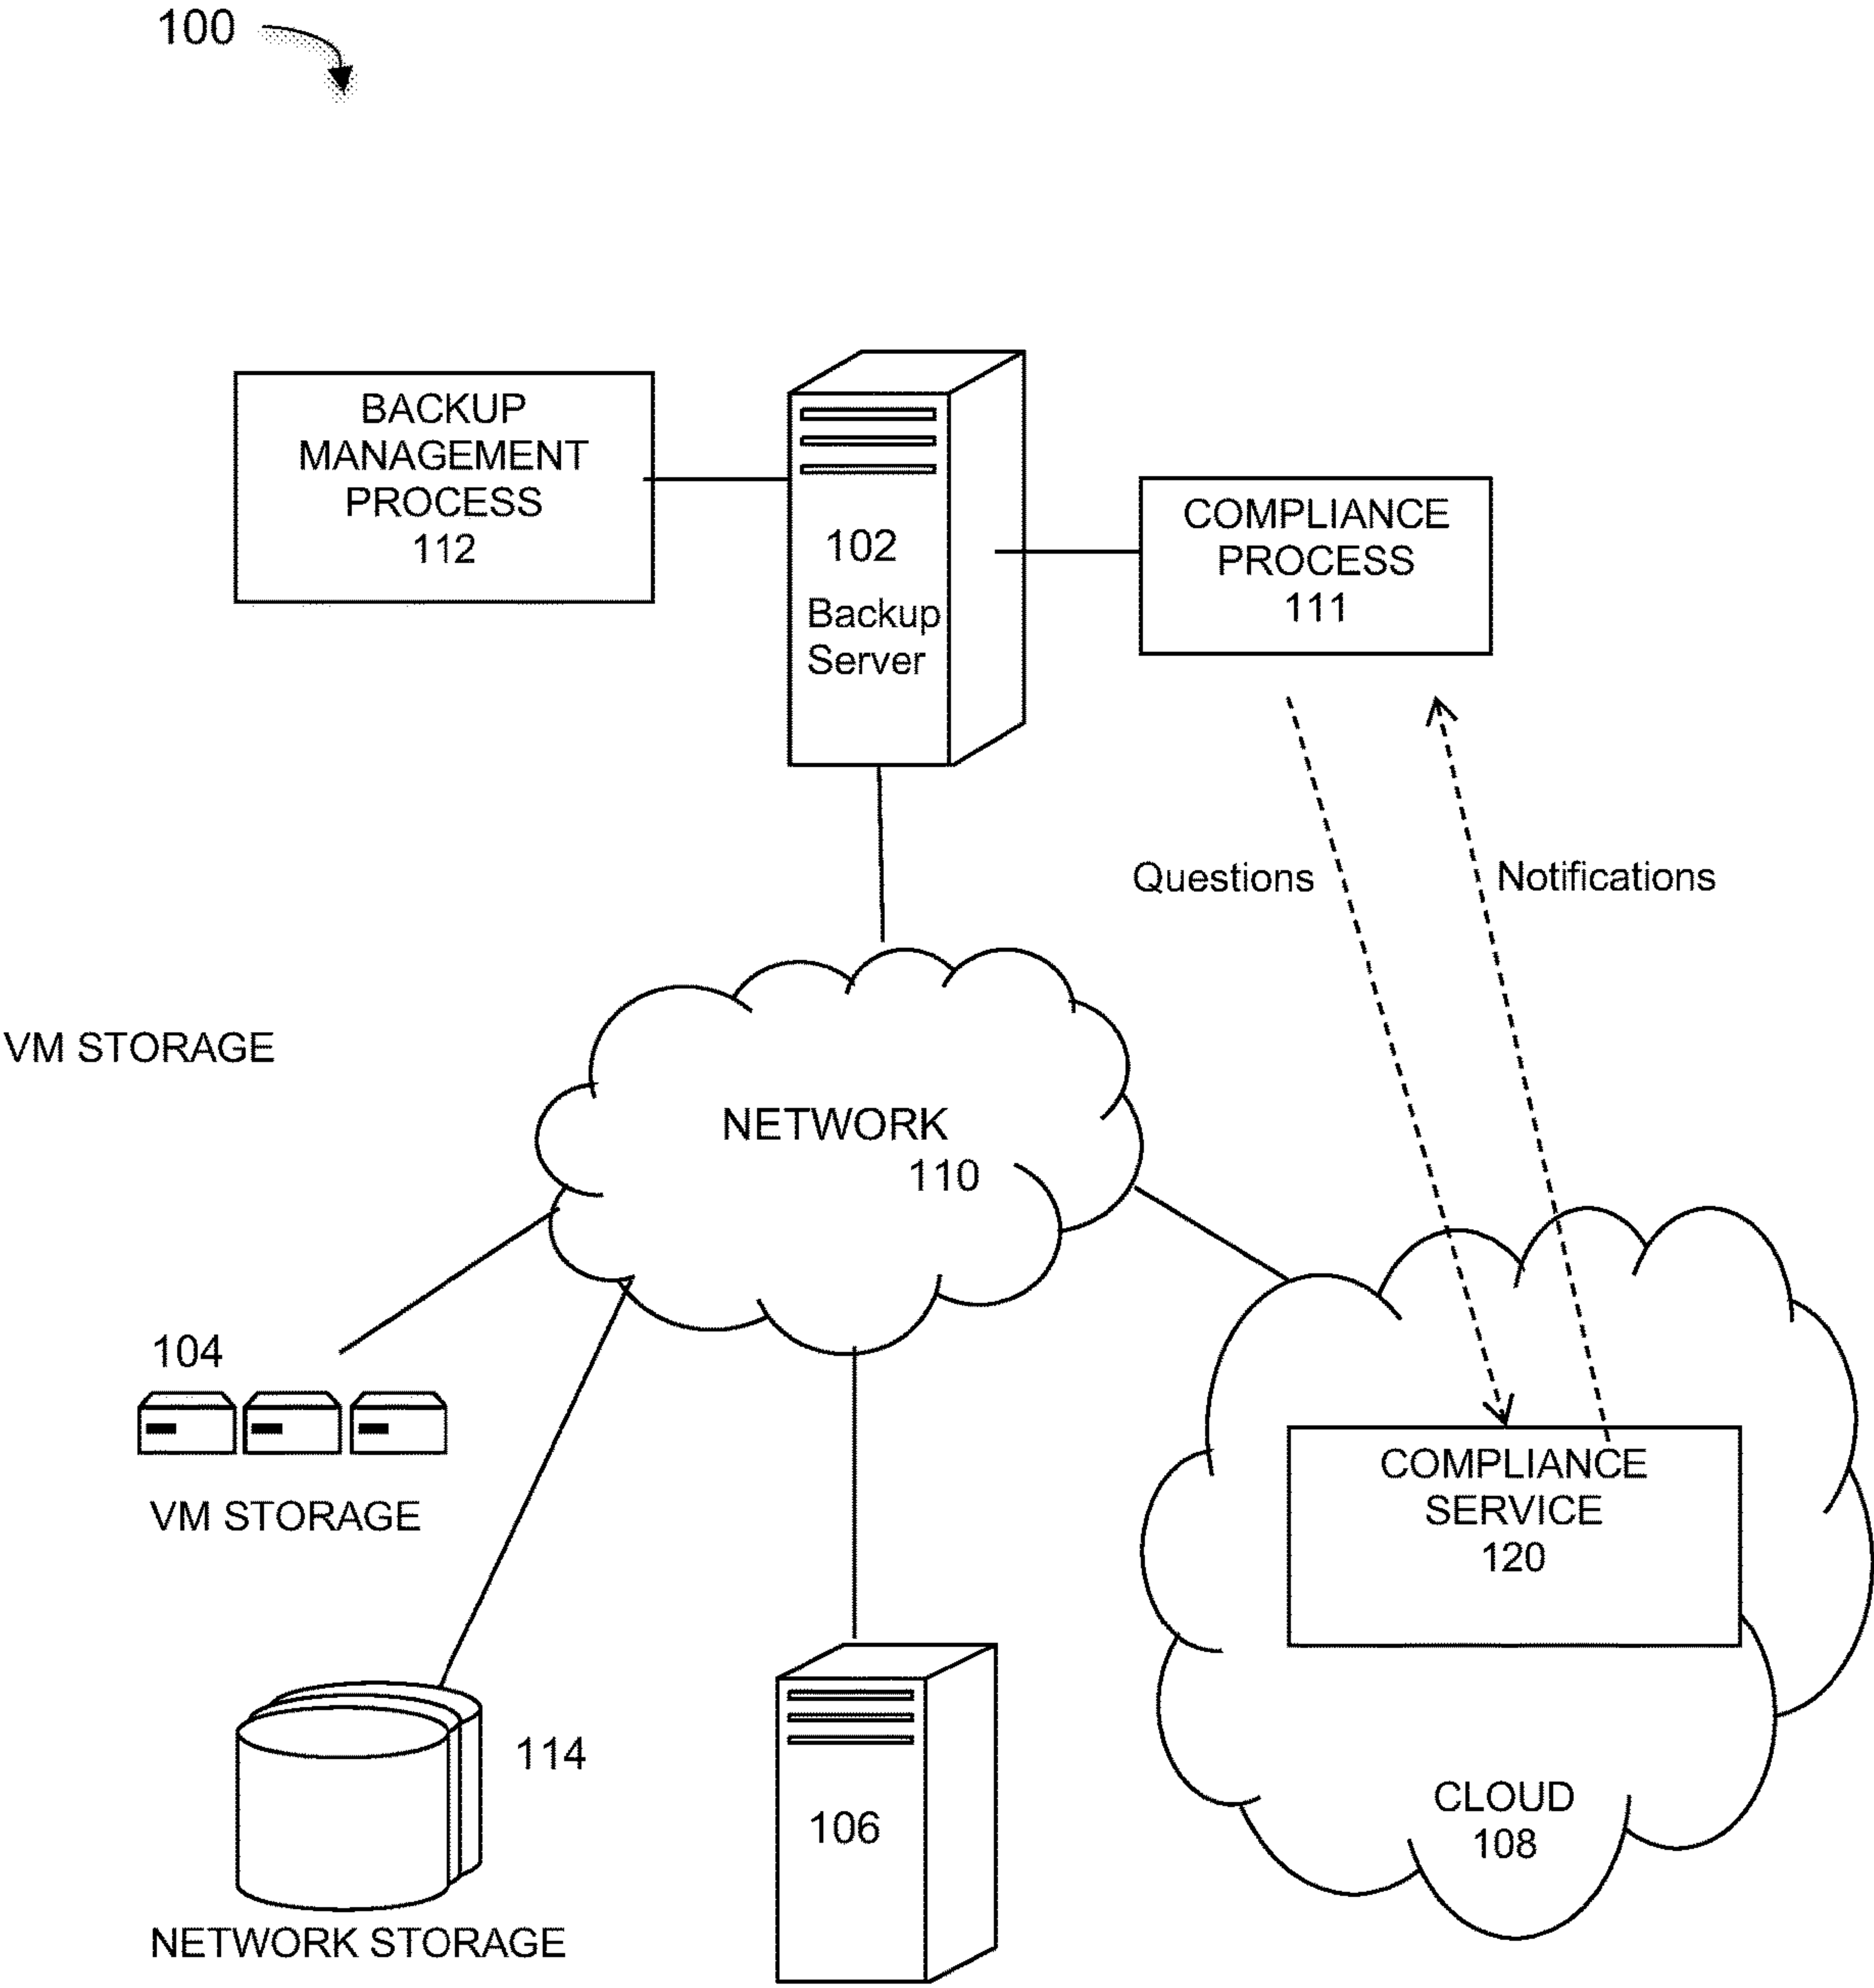 100
BACKUP
MANAGEMENT
PROCESS
112
102
Backup
Server
COMPLIANCE
PROCESS
111
Questions
Notifications
VM STORAGE
NETWORK
110
104
VM STORAGE
COMPLIANCE
SERVICE
120
114
NETWORK STORAGE
106
CLOUD
108